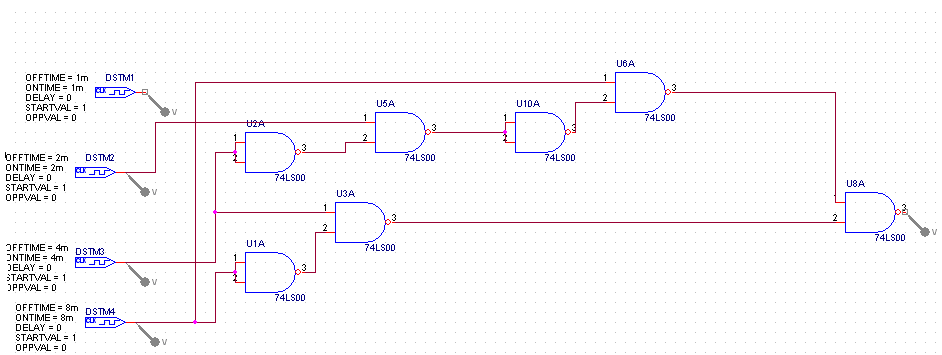 OFFTIME = 1m
ONTIME = 1m
DELAY = 0
STARTVAL = 1
OPPVAL = 0
DSTM1
CLK
V
OFFTIME = 2m
ONTIME = 2m
DELAY = 0
STARTVAL = 1
OPPVAL = 0
DSTM2
CLK
V
OFFTIME = 4m
ONTIME = 4m
DELAY = 0
STARTVAL = 1
OPPVAL = 0
DSTM3
CLK
V
OFFTIME = 8m
ONTIME = 8m
DELAY = 0
STARTVAL = 1
OPPVAL = 0
DSTM4
CLK
V
U2A
1
2
3
74LS00
U5A
1
2
3
74LS00
U10A
1
2
3
74LS00
U6A
1
2
3
74LS00
U3A
1
2
3
74LS00
U1A
1
2
3
74LS00
U8A
1
2
3
74LS00
V